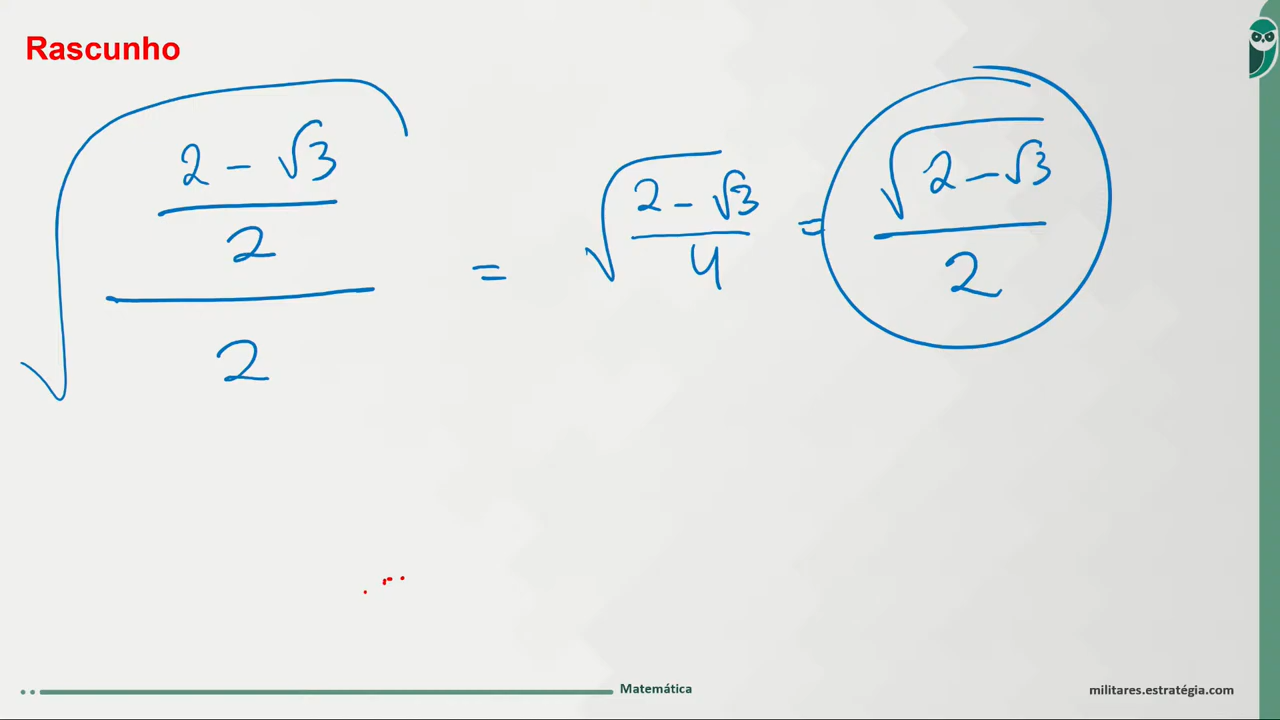 Rascunho
√((2 - √3)/2)/2 = √((2 - √3)/4) = √(2 - √3)/2
Matemática
militares.estratégia.com